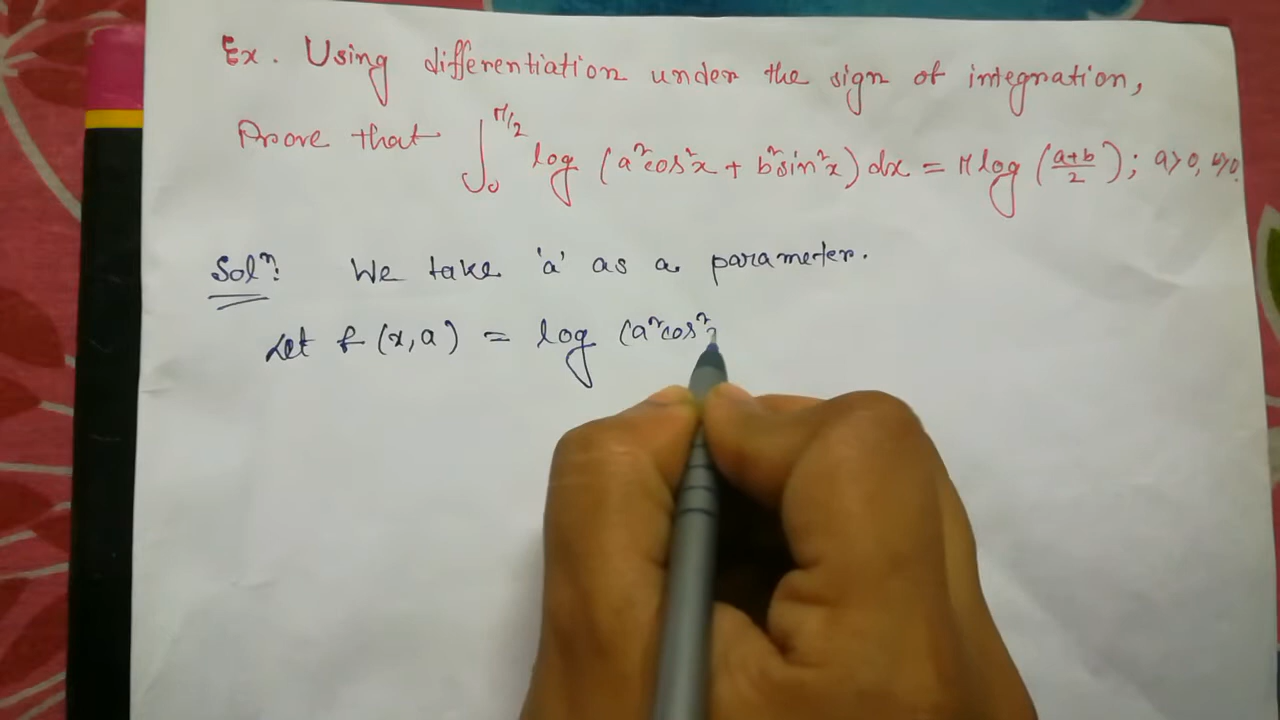 Ex. Using differentiation under the sign of integration,
Prove that ∫₀^π/2 log (a²cos²x + b²sin²x) dx = π log (a+b/2); a>0, b>0.
Solⁿ: We take 'a' as a parameter.
Let f (x, a) = log (a²cos²